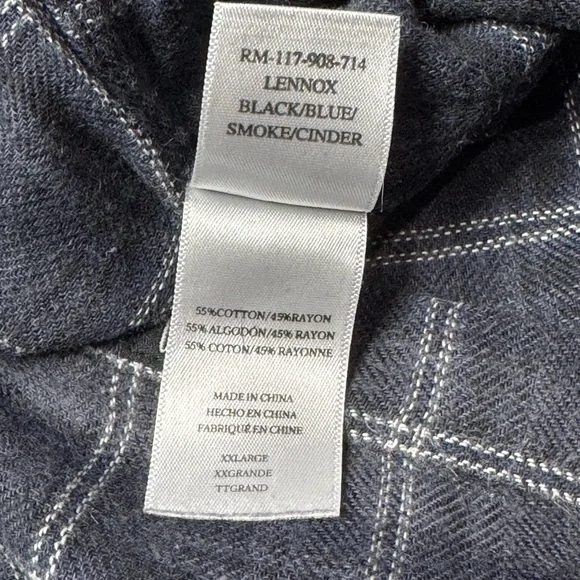 RM-117-908-714
LENNOX
BLACK/BLUE/
SMOKE/CINDER
55%COTTON/45%RAYON
55% ALGODÓN/45% RAYON
55% COTON/45% RAYONNE
MADE IN CHINA
HECHO EN CHINA
FABRIQUÉ EN CHINE
XXLARGE
XXGRANDE
TTGRAND